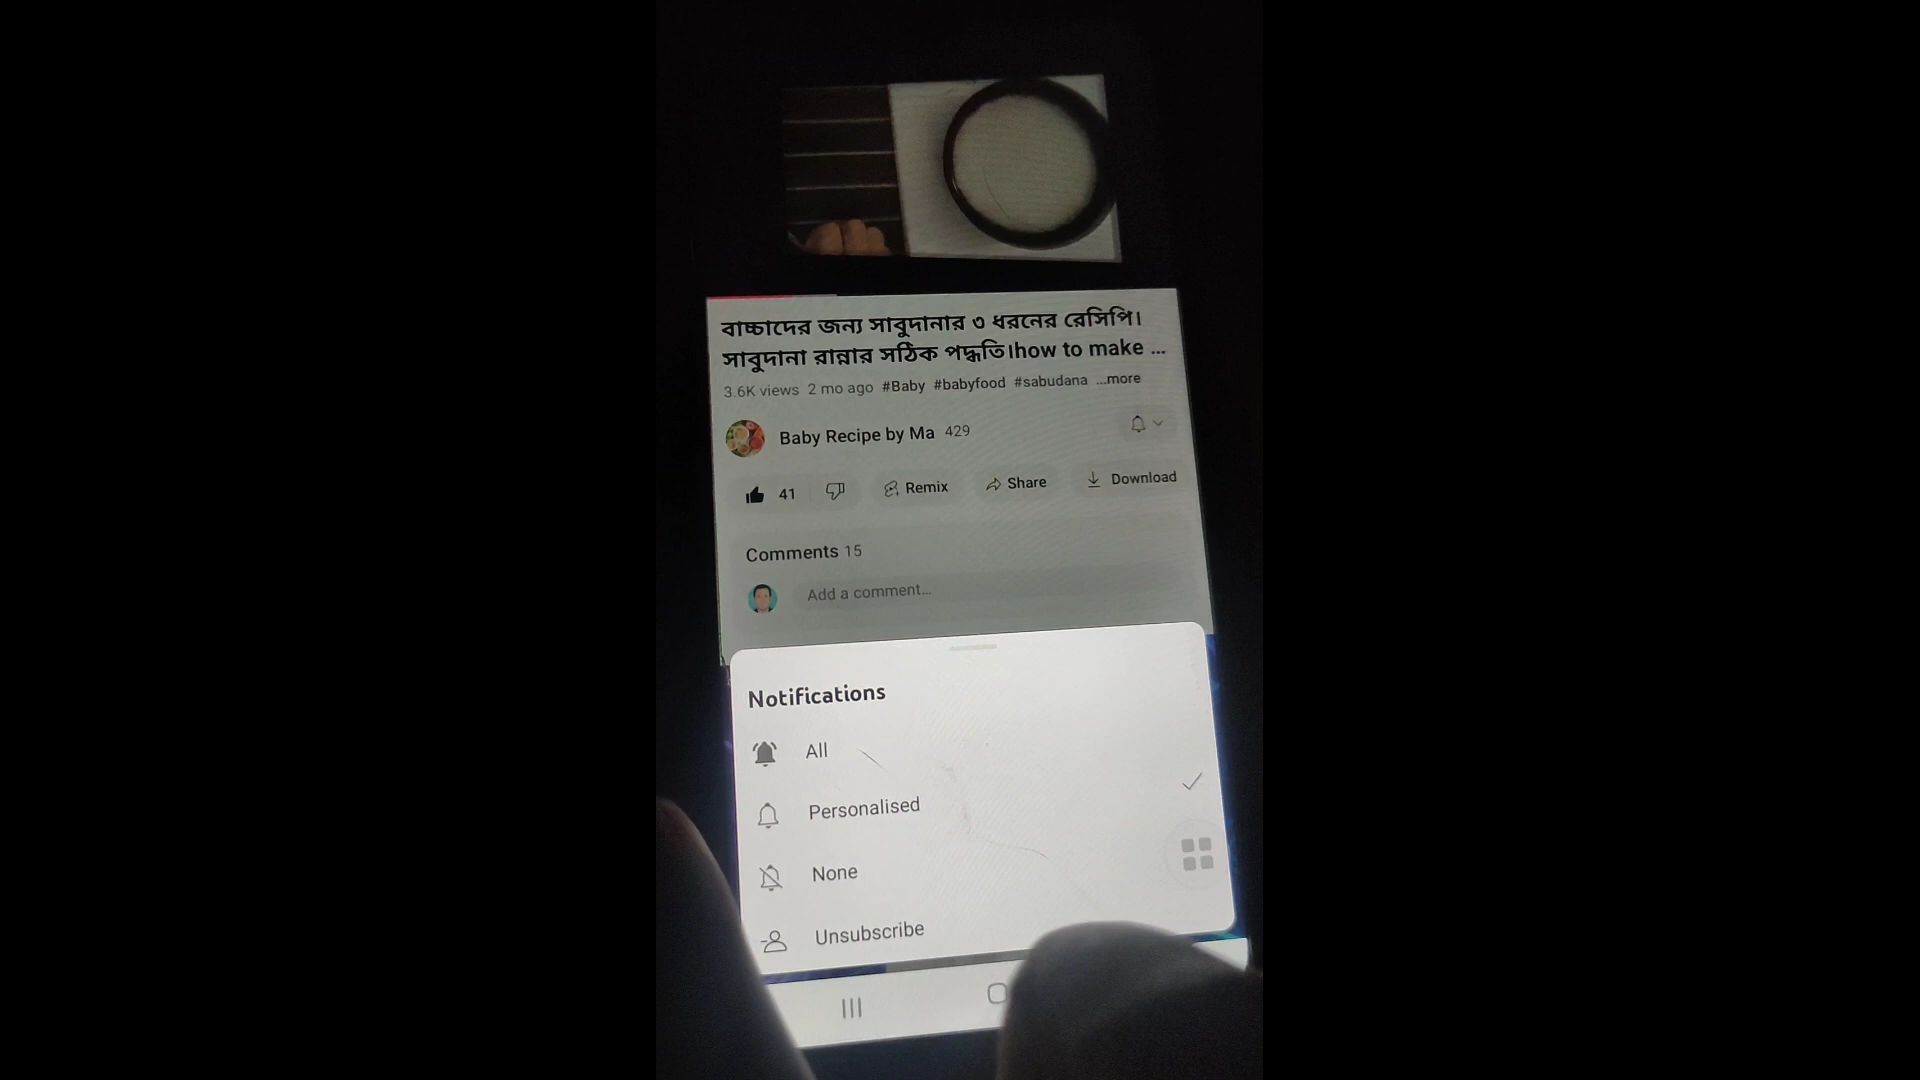 বাচ্চাদের জন্য সাবুদানার ৩ ধরনের রেসিপি।
সাবুদানা রান্নার সঠিক পদ্ধতি।how to make ...
3.6K views 2 mo ago #Baby #babyfood #sabudana ...more
Baby Recipe by Ma 429
41 Remix Share Download
Comments 15
Add a comment...
Notifications
All
Personalised
None
Unsubscribe